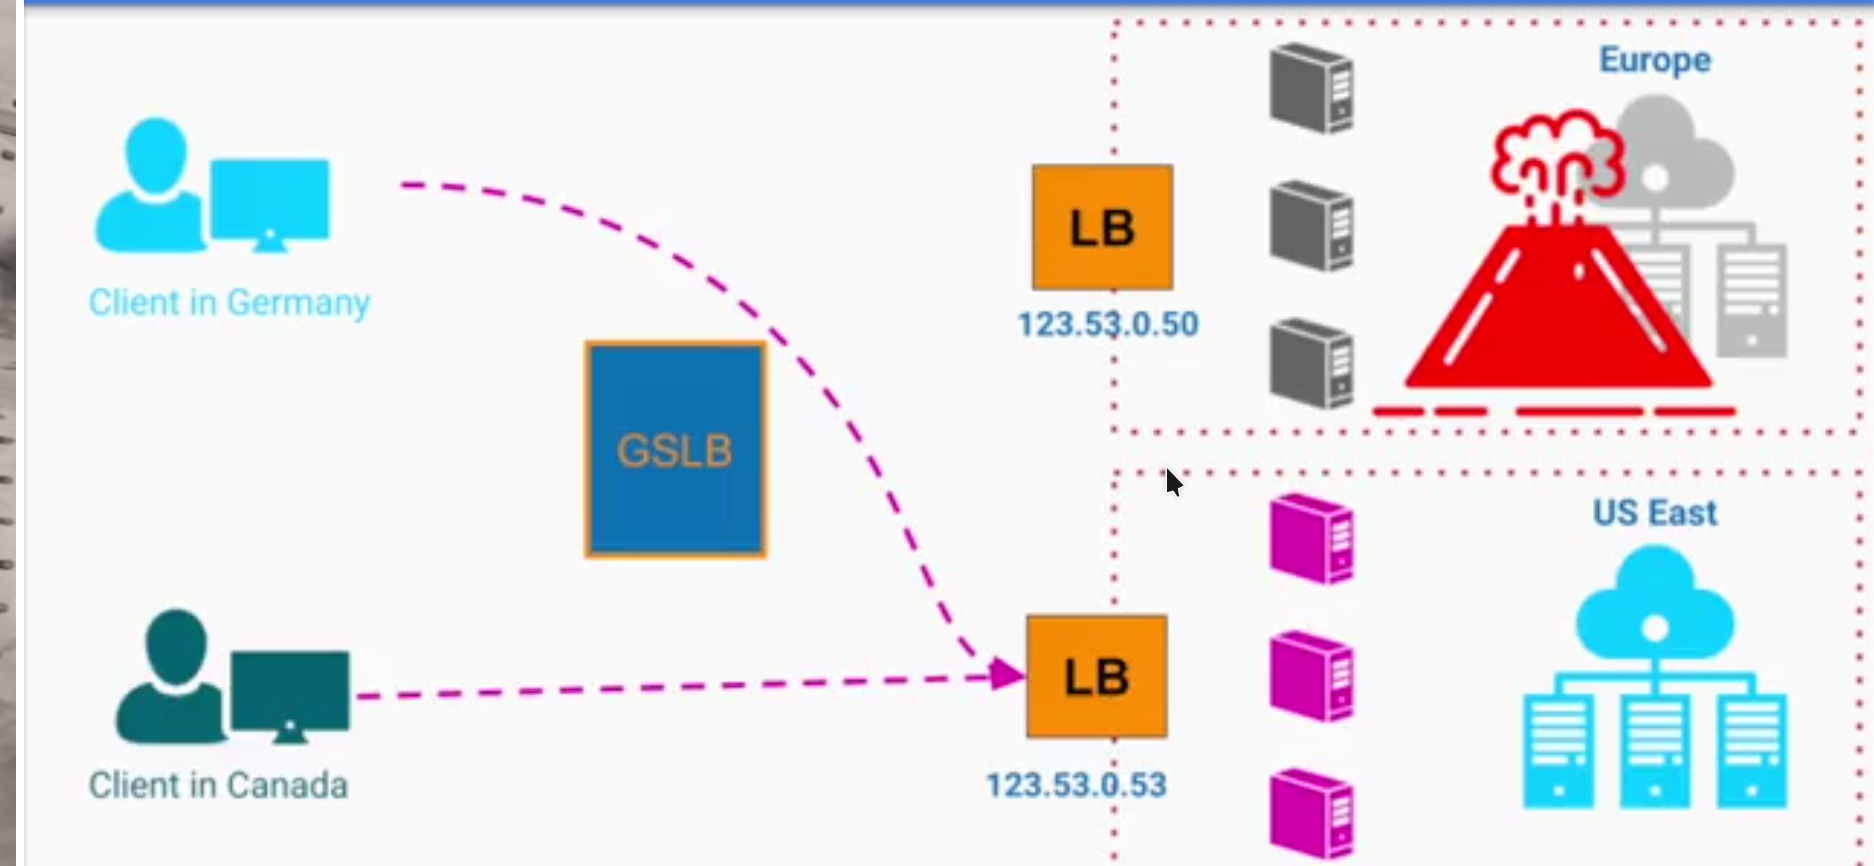 Europe
LB
Client in Germany
123.53.0.50
GSLB
US East
LB
Client in Canada
123.53.0.53